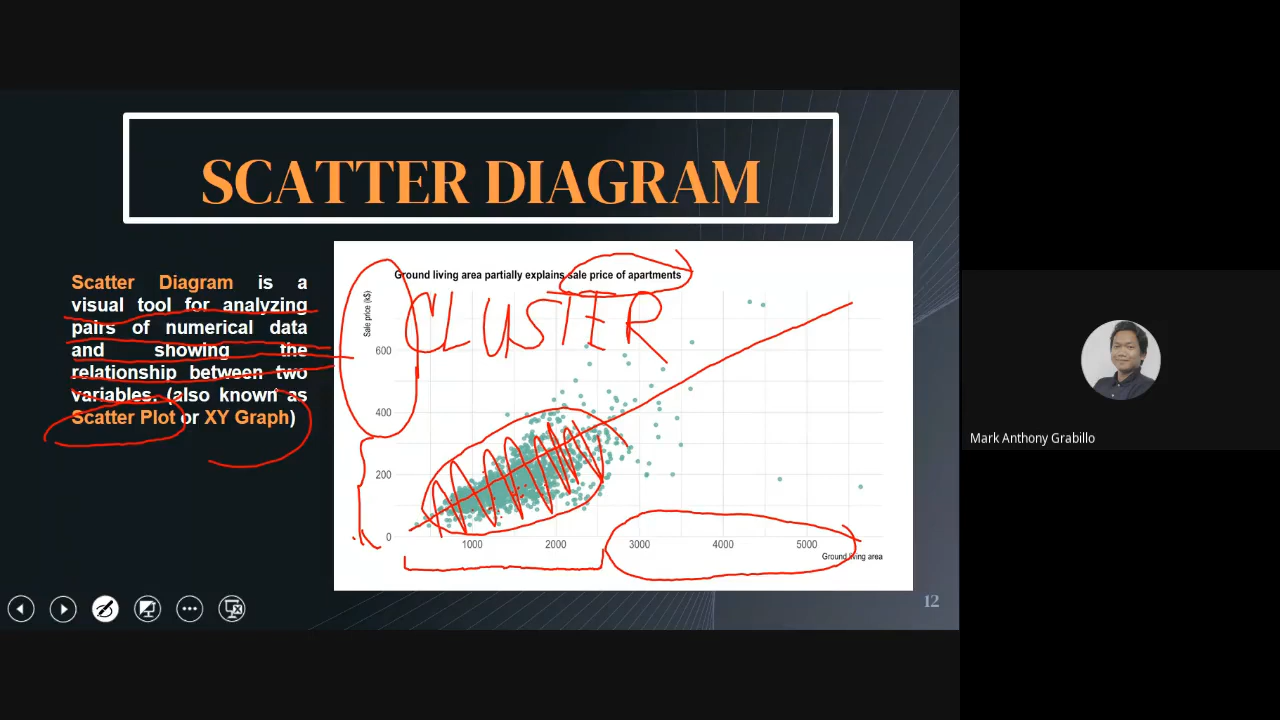 SCATTER DIAGRAM
Scatter Diagram is a
visual tool for analyzing
pairs of numerical data
and showing the
relationship between two
variables. (also known as
Scatter Plot or XY Graph)
Ground living area partially explains sale price of apartments
Sale price (k$)
CLUSTER
600
400
200
0
1000 2000 3000 4000 5000
Ground living area
12
Mark Anthony Grabillo